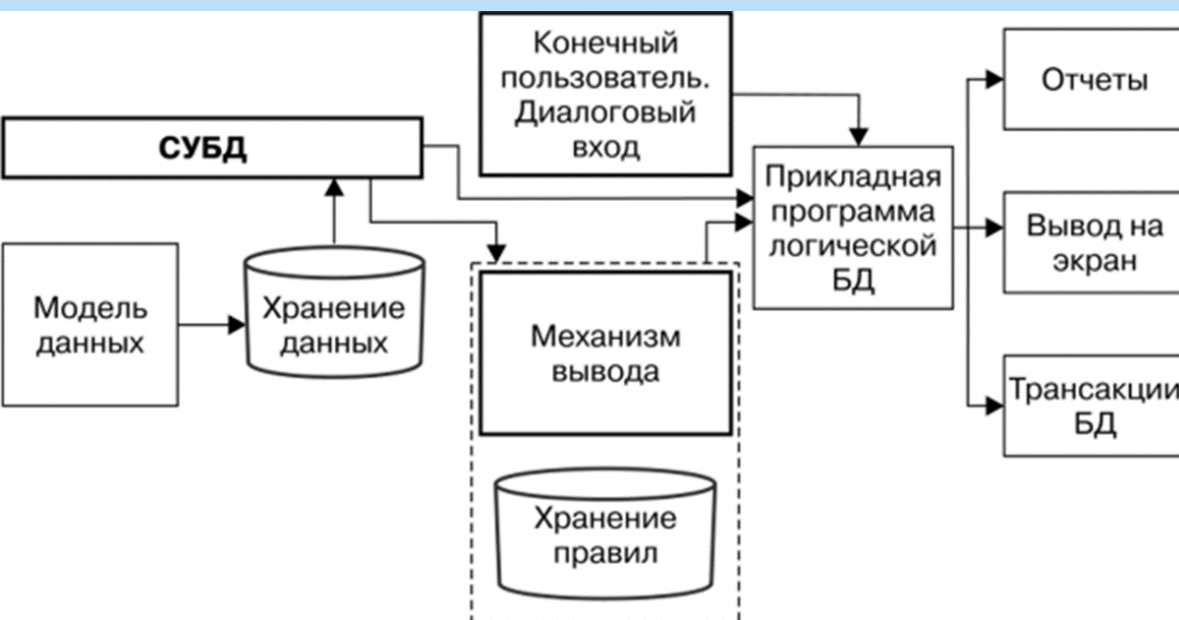 Конечный
пользователь.
Диалоговый
вход
Отчеты
СУБД
Прикладная
программа
логической
БД
Вывод на
экран
Модель
данных
Хранение
данных
Механизм
вывода
Трансакции
БД
Хранение
правил